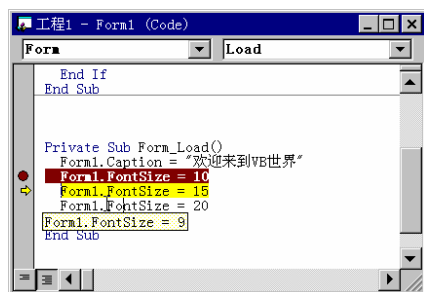 工程1 - Form1 (Code)
Form Load
End If
End Sub
Private Sub Form_Load()
Form1.Caption = "欢迎来到VB世界"
Form1.FontSize = 10
Form1.FontSize = 15
Form1.FontSize = 20
Form1.FontSize = 9
End Sub